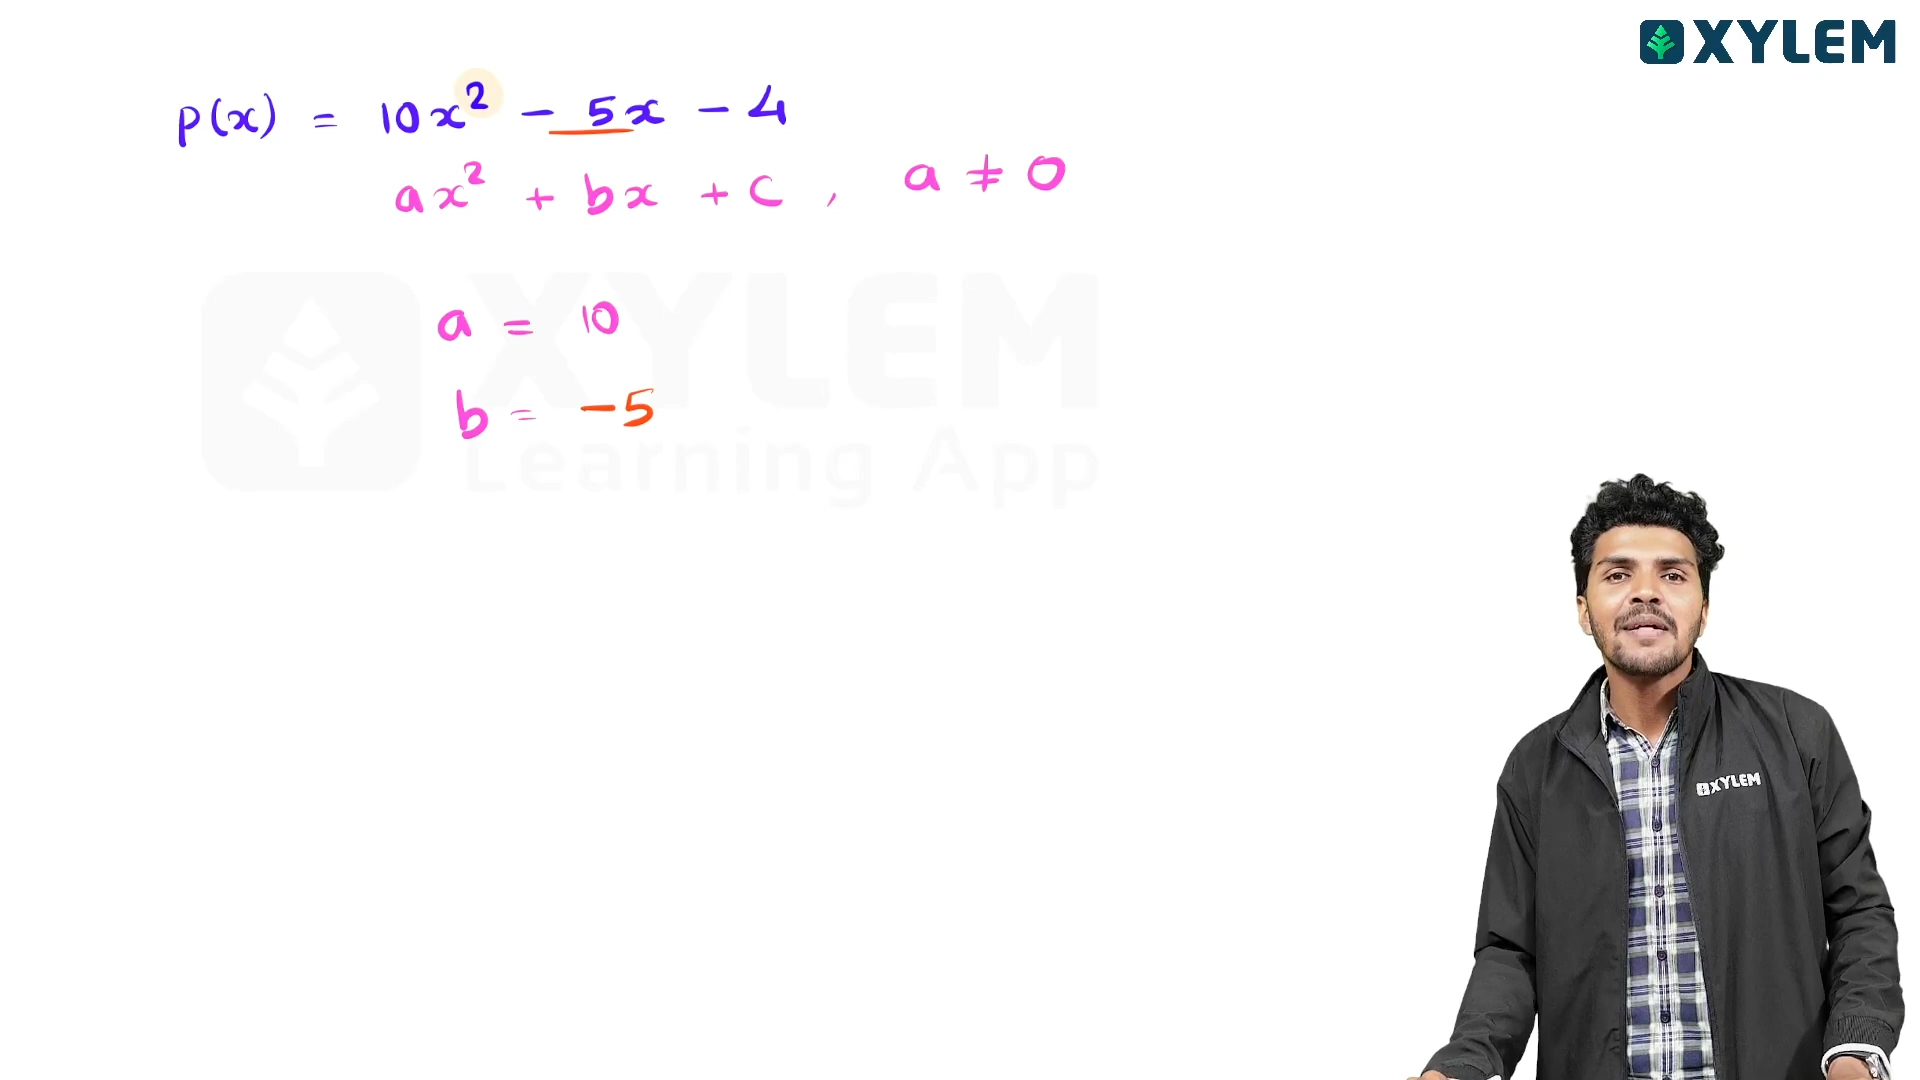 XYLEM
p(x) = 10x² - 5x - 4
ax² + bx + c , a ≠ 0
XYLEM
Learning App
a = 10
b = -5
XYLEM